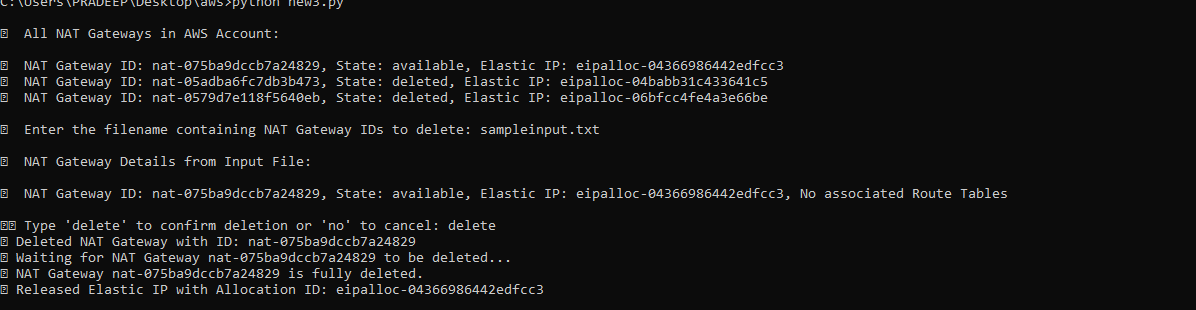 C:\Users\PRADEEP\Desktop\aws>python new3.py
All NAT Gateways in AWS Account:
NAT Gateway ID: nat-075ba9dccb7a24829, State: available, Elastic IP: eipalloc-04366986442edfcc3
NAT Gateway ID: nat-05adba6fc7db3b473, State: deleted, Elastic IP: eipalloc-04babb31c433641c5
NAT Gateway ID: nat-0579d7e118f5640eb, State: deleted, Elastic IP: eipalloc-06bfcc4fe4a3e66be
Enter the filename containing NAT Gateway IDs to delete: sampleinput.txt
NAT Gateway Details from Input File:
NAT Gateway ID: nat-075ba9dccb7a24829, State: available, Elastic IP: eipalloc-04366986442edfcc3, No associated Route Tables
Type 'delete' to confirm deletion or 'no' to cancel: delete
Deleted NAT Gateway with ID: nat-075ba9dccb7a24829
Waiting for NAT Gateway nat-075ba9dccb7a24829 to be deleted...
NAT Gateway nat-075ba9dccb7a24829 is fully deleted.
Released Elastic IP with Allocation ID: eipalloc-04366986442edfcc3